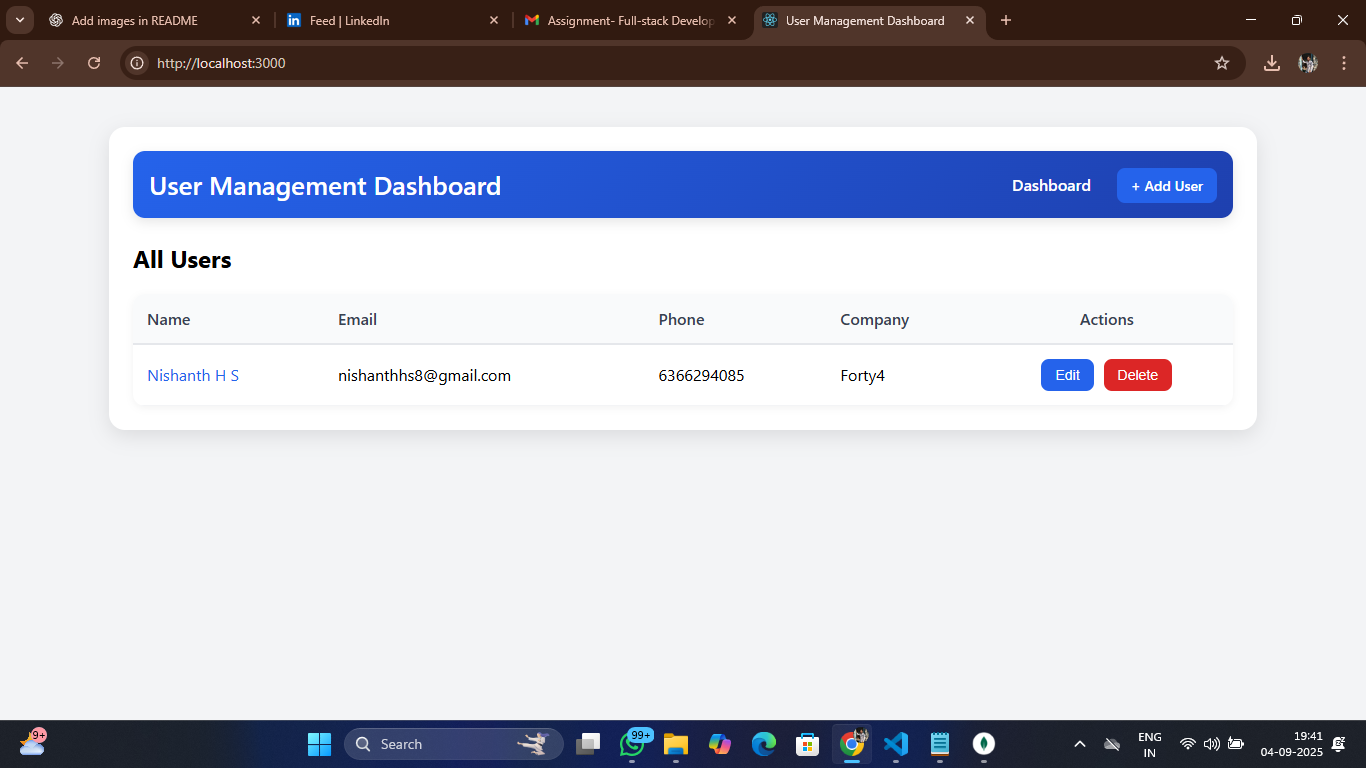 Add images in README
Feed | LinkedIn
Assignment- Full-stack Develop
User Management Dashboard
http://localhost:3000
User Management Dashboard
Dashboard
+ Add User
All Users
Name Email Phone Company Actions
Nishanth H S nishanthhs8@gmail.com 6366294085 Forty4 Edit Delete
9+
Search
99+
ENG
IN
19:41
04-09-2025